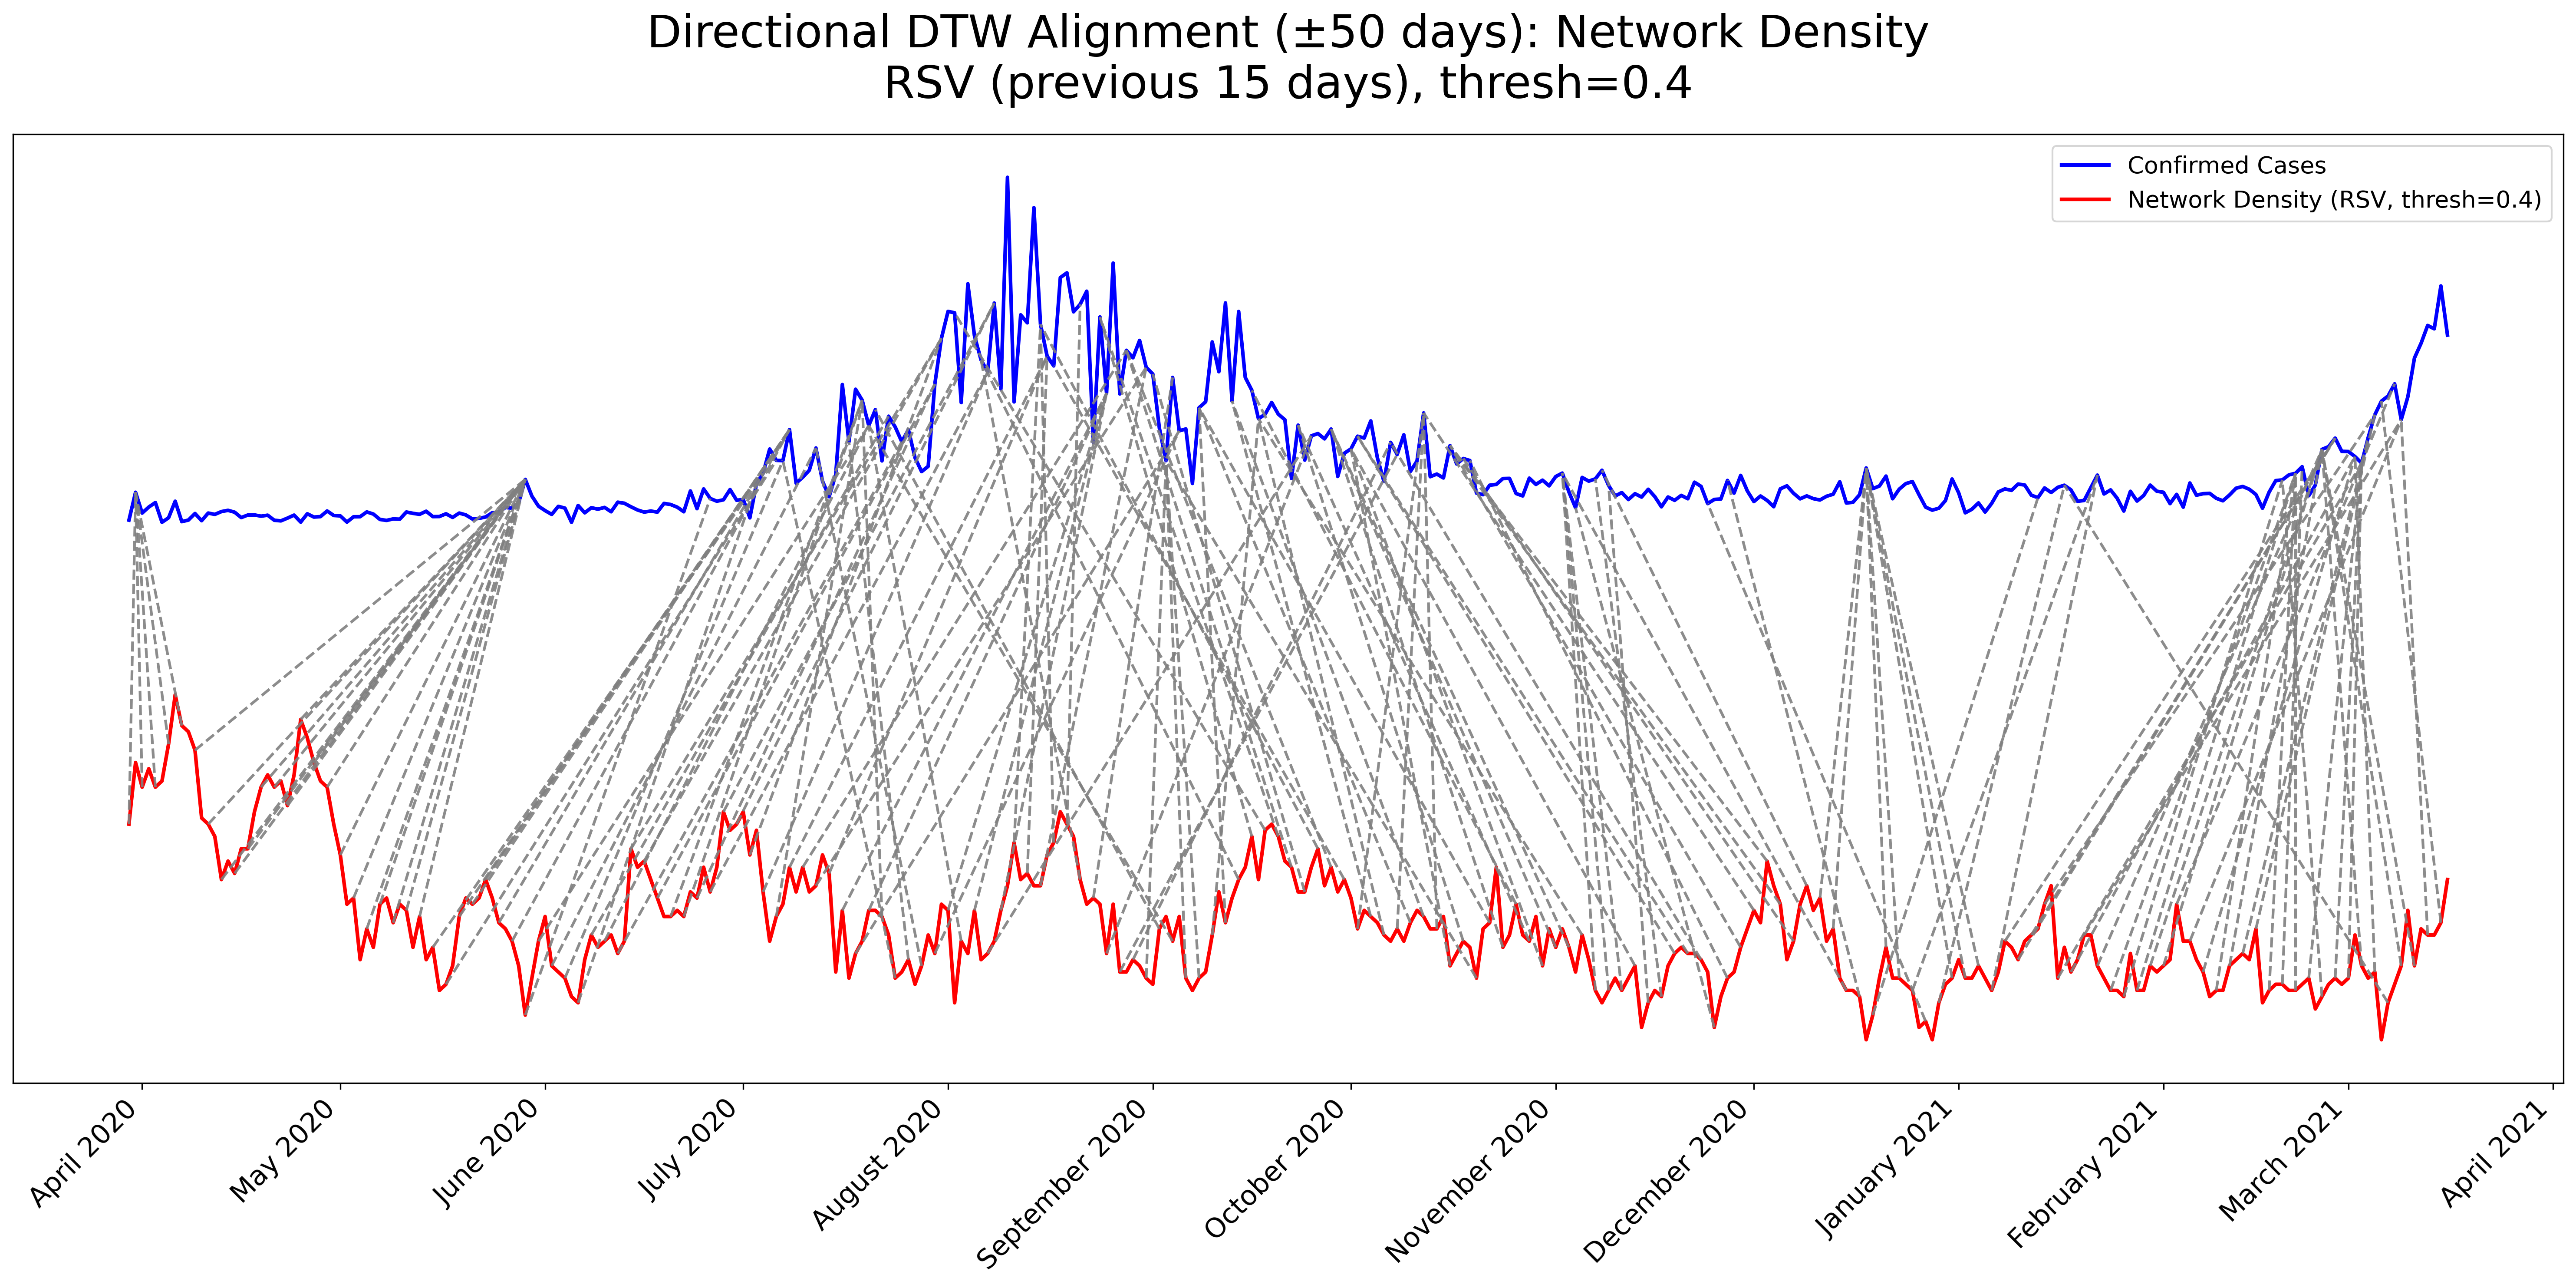 Directional DTW Alignment (±50 days): Network Density
RSV (previous 15 days), thresh=0.4
Confirmed Cases
Network Density (RSV, thresh=0.4)
April 2020
May 2020
June 2020
July 2020
August 2020
September 2020
October 2020
November 2020
December 2020
January 2021
February 2021
March 2021
April 2021